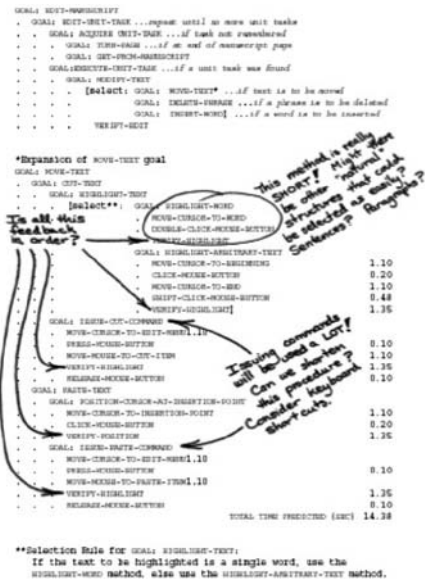 GOAL: EDIT-MANUSCRIPT
. GOAL: EDIT-UNIT-TASK ...repeat until no more unit tasks
. . GOAL: ACQUIRE UNIT-TASK ...if task not remembered
. . . GOAL: TURN-PAGE ...if at end of manuscript page
. . . GOAL: GET-FROM-MANUSCRIPT
. . GOAL:EXECUTE-UNIT-TASK ...if a unit task was found
. . . GOAL: MODIFY-TEXT
. . . . [select: GOAL: MOVE-TEXT* ...if text is to be moved
. . . . GOAL: DELETE-PHRASE ...if a phrase is to be deleted
. . . . GOAL: INSERT-WORD] ...if a word is to be inserted
. . . . VERIFY-EDIT
*Expansion of MOVE-TEXT goal
GOAL: MOVE-TEXT
. GOAL: CUT-TEXT
. . GOAL: HIGHLIGHT-TEXT
. . . [select**: GOAL: HIGHLIGHT-WORD
. MOVE-CURSOR-TO-WORD
. DOUBLE-CLICK-MOUSE-BUTTON
. VERIFY-HIGHLIGHT
This method is really
SHORT! Might there
be other "natural"
structures that could
be selected as easily?
Sentences? Paragraphs?
Is all this
feedback
in order?
GOAL: HIGHLIGHT-ARBITRARY-TEXT
. MOVE-CURSOR-TO-BEGINNING 1.10
. CLICK-MOUSE-BUTTON 0.20
. MOVE-CURSOR-TO-END 1.10
. SHIFT-CLICK-MOUSE-BUTTON 0.48
. VERIFY-HIGHLIGHT] 1.35
. . GOAL: ISSUE-CUT-COMMAND
. . . MOVE-CURSOR-TO-EDIT-MENU1.10
. . . PRESS-MOUSE-BUTTON 0.10
. . . MOVE-MOUSE-TO-CUT-ITEM 1.10
. . . VERIFY-HIGHLIGHT 1.35
. . . RELEASE-MOUSE-BUTTON 0.10
Issuing commands
will be used a LOT!
Can we shorten
this procedure?
Consider keyboard
shortcuts.
. GOAL: PASTE-TEXT
. . GOAL: POSITION-CURSOR-AT-INSERTION-POINT
. . . MOVE-CURSOR-TO-INSERTION-POINT 1.10
. . . CLICK-MOUSE-BUTTON 0.20
. . . VERIFY-POSITION 1.35
. . GOAL: ISSUE-PASTE-COMMAND
. . . MOVE-CURSOR-TO-EDIT-MENU1.10
. . . PRESS-MOUSE-BUTTON 0.10
. . . MOVE-MOUSE-TO-PASTE-ITEM1.10
. . . VERIFY-HIGHLIGHT 1.35
. . . RELEASE-MOUSE-BUTTON 0.10
TOTAL TIME PREDICTED (SEC) 14.38
**Selection Rule for GOAL: HIGHLIGHT-TEXT:
If the text to be highlighted is a single word, use the
HIGHLIGHT-WORD method, else use the HIGHLIGHT-ARBITRARY-TEXT method.